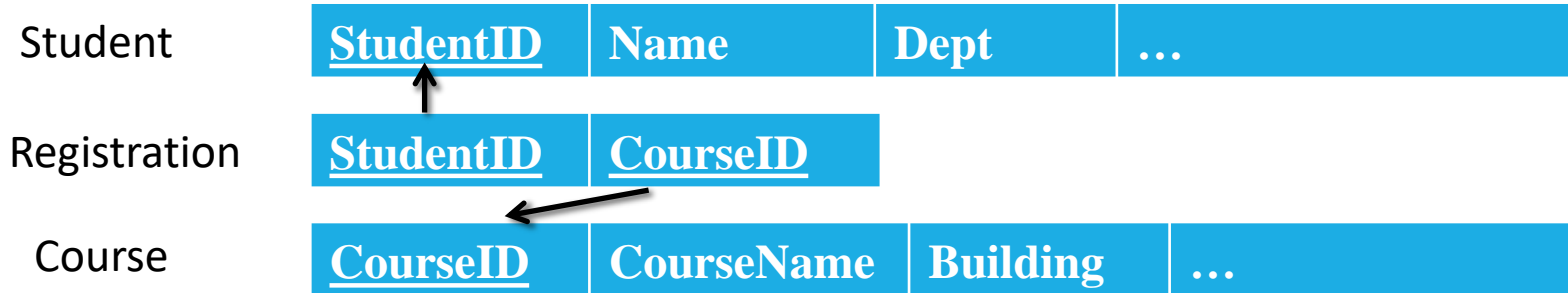 Student StudentID Name Dept …
Registration StudentID CourseID
Course CourseID CourseName Building …